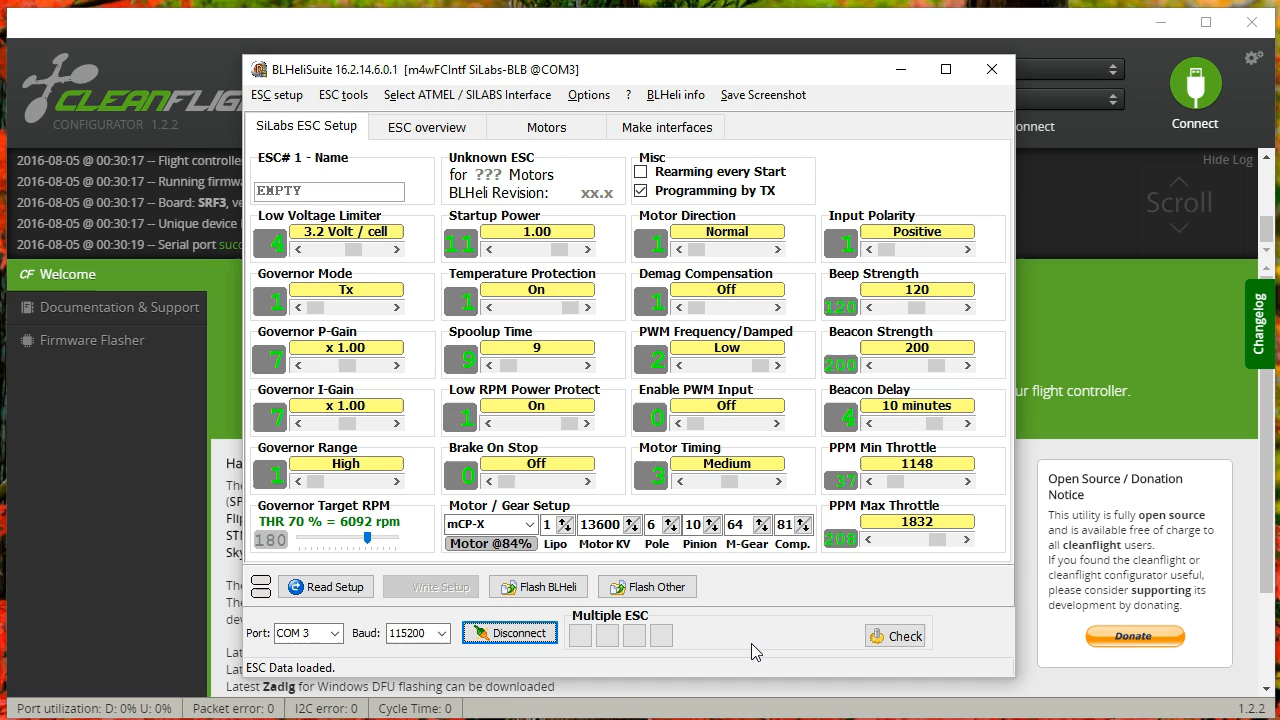 BLHeliSuite 16.2.14.6.0.1 [m4wFCIntf SiLabs-BLB @COM3]
ESC setup ESC tools Select ATMEL / SILABS Interface Options ? BLHeli info Save Screenshot
SiLabs ESC Setup ESC overview Motors Make interfaces
ESC# 1 - Name Unknown ESC Misc
for ??? Motors Rearming every Start
EMPTY BLHeli Revision: xx.x Programming by TX
Low Voltage Limiter Startup Power Motor Direction Input Polarity
4 3.2 Volt / cell 11 1.00 1 Normal 1 Positive
Governor Mode Temperature Protection Demag Compensation Beep Strength
1 Tx 1 On 1 Off 120 120
Governor P-Gain Spoolup Time PWM Frequency/Damped Beacon Strength
7 x 1.00 9 9 2 Low 200 200
Governor I-Gain Low RPM Power Protect Enable PWM Input Beacon Delay
7 x 1.00 1 On 0 Off 4 10 minutes
Governor Range Brake On Stop Motor Timing PPM Min Throttle
1 High 0 Off 3 Medium 37 1148
Governor Target RPM Motor / Gear Setup PPM Max Throttle
THR 70 % = 6092 rpm mCP-X 1 13600 6 10 64 81 208 1832
180 Motor @84% Lipo Motor KV Pole Pinion M-Gear Comp.
Read Setup Write Setup Flash BLHeli Flash Other
Multiple ESC
Port: COM 3 Baud: 115200 Disconnect Check
ESC Data loaded.
CLEANFLIG
CONFIGURATOR 1.2.2
onnect
Connect
2016-08-05 @ 00:30:17 -- Flight controlle
2016-08-05 @ 00:30:17 -- Running firmw
2016-08-05 @ 00:30:17 -- Board: SRF3, ve
2016-08-05 @ 00:30:17 -- Unique device
2016-08-05 @ 00:30:19 -- Serial port succ
Hide Log
Scroll
CF Welcome
Documentation & Support
Firmware Flasher
Changelog
ur flight controller.
Ha
The
(SP
Flip
STM
Sky
The
The
dev
Lat
Lat
Latest Zadig for Windows DFU flashing can be downloaded
Open Source / Donation
Notice
This utility is fully open source
and is available free of charge to
all cleanflight users.
If you found the cleanflight or
cleanflight configurator useful,
please consider supporting its
development by donating.
Donate
Port utilization: D: 0% U: 0% Packet error: 0 I2C error: 0 Cycle Time: 0 1.2.2